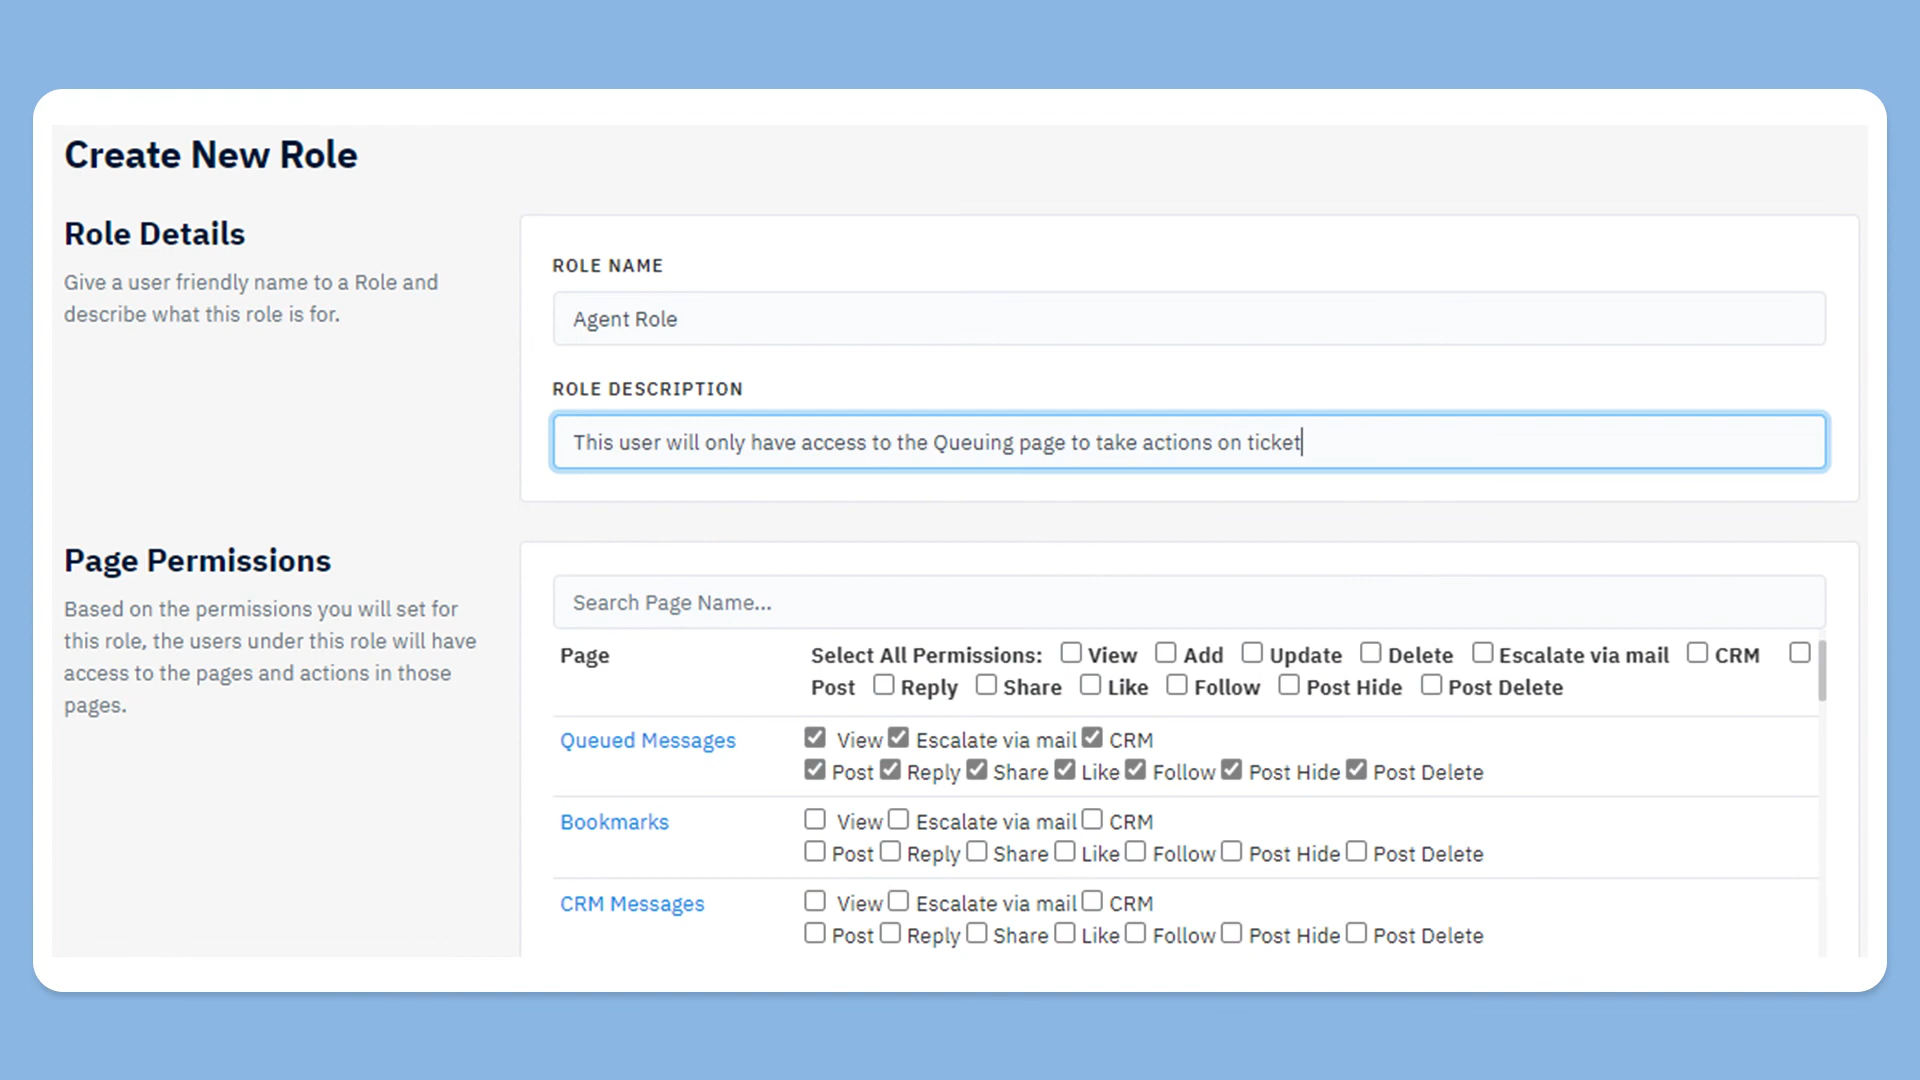 Create New Role
Role Details
Give a user friendly name to a Role and
describe what this role is for.
ROLE NAME
Agent Role
ROLE DESCRIPTION
This user will only have access to the Queuing page to take actions on ticket
Page Permissions
Based on the permissions you will set for
this role, the users under this role will have
access to the pages and actions in those
pages.
Search Page Name...
Page Select All Permissions: View Add Update Delete Escalate via mail CRM
Post Reply Share Like Follow Post Hide Post Delete
Queued Messages View Escalate via mail CRM
Post Reply Share Like Follow Post Hide Post Delete
Bookmarks View Escalate via mail CRM
Post Reply Share Like Follow Post Hide Post Delete
CRM Messages View Escalate via mail CRM
Post Reply Share Like Follow Post Hide Post Delete